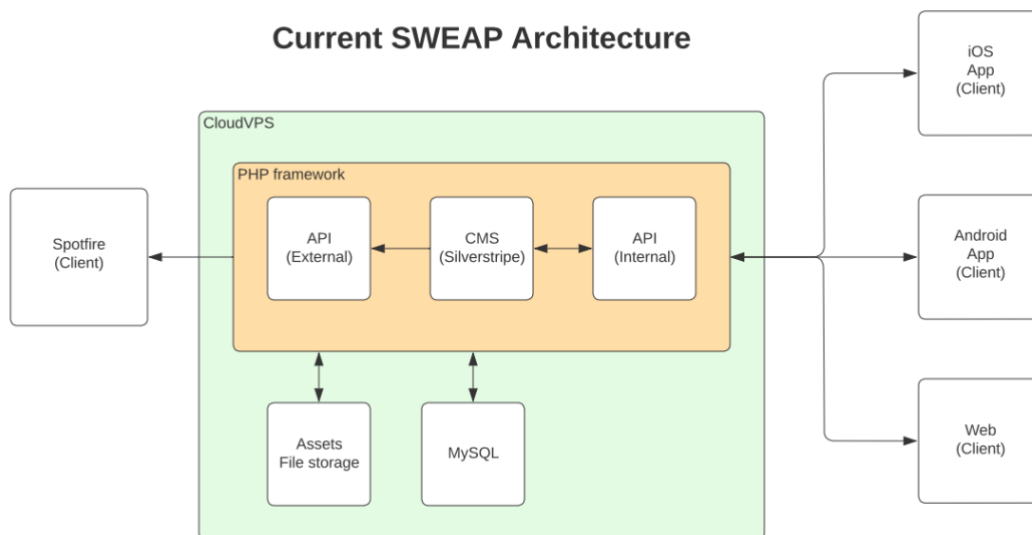 Current SWEAP Architecture
iOS
App
(Client)
CloudVPS
PHP framework
Spotfire
(Client)
API
(External)
CMS
(Silverstripe)
API
(Internal)
Android
App
(Client)
Assets
File storage
MySQL
Web
(Client)